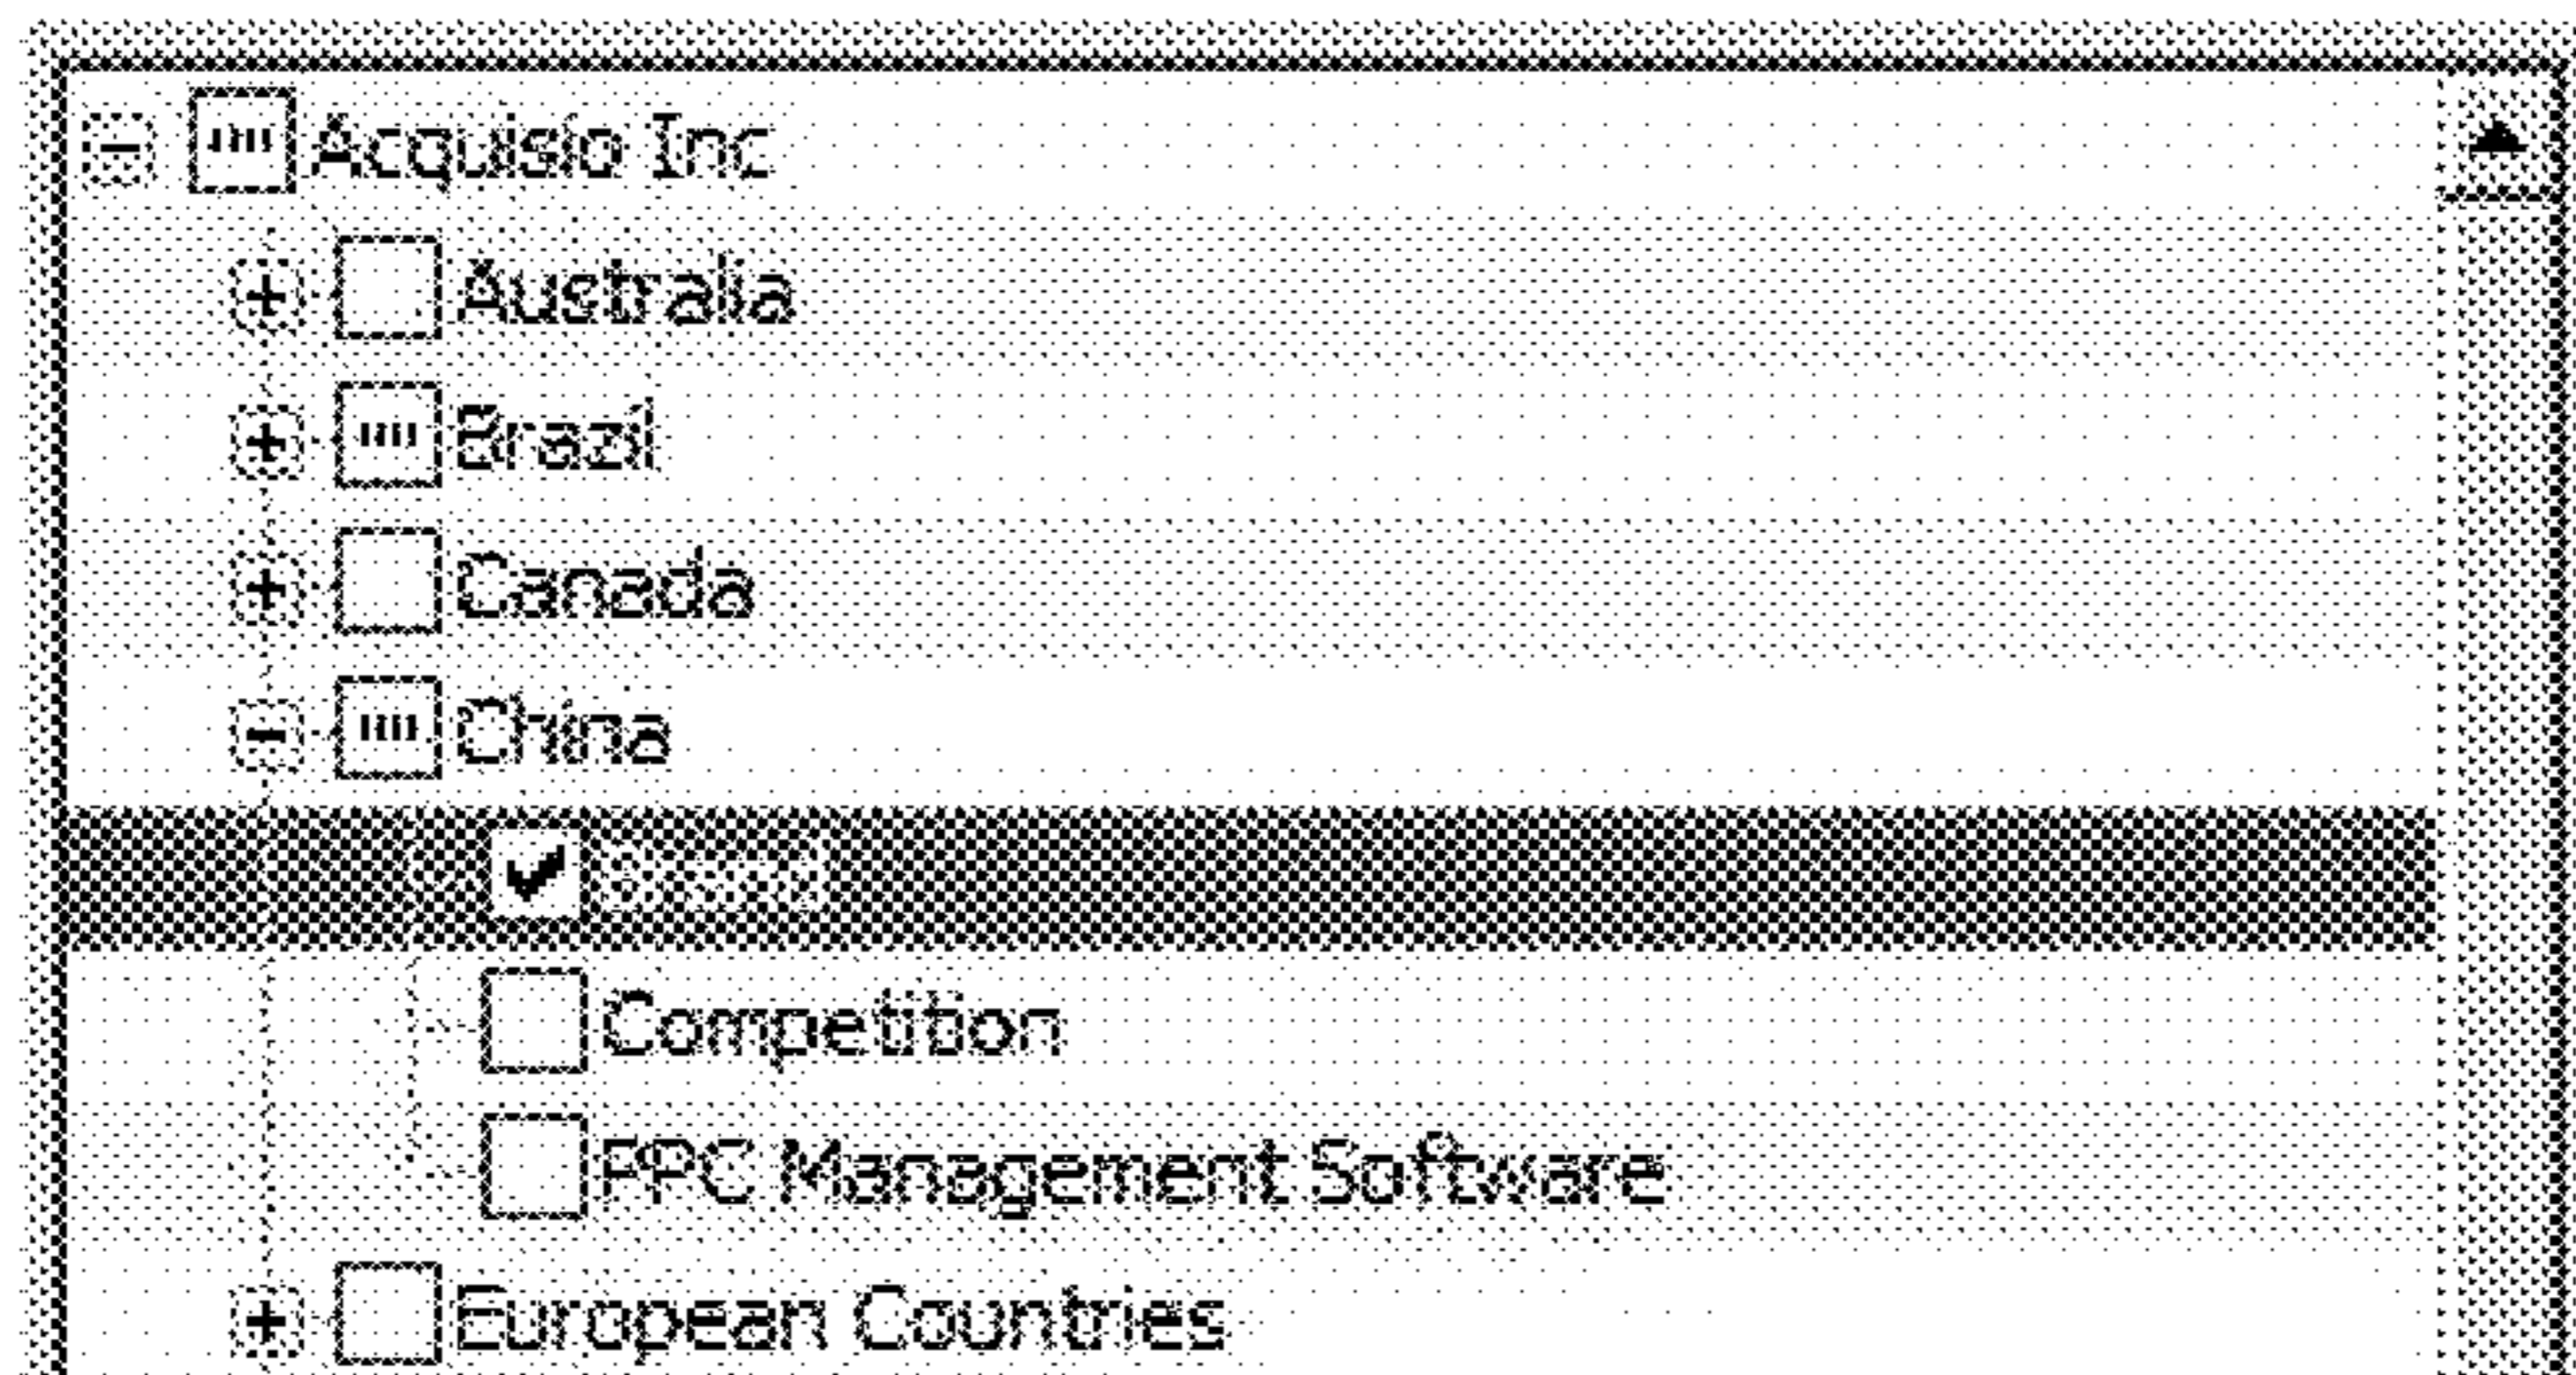 Acquisio Inc
Australia
Brazil
Canada
China
Competition
PPC Management Software
European Countries